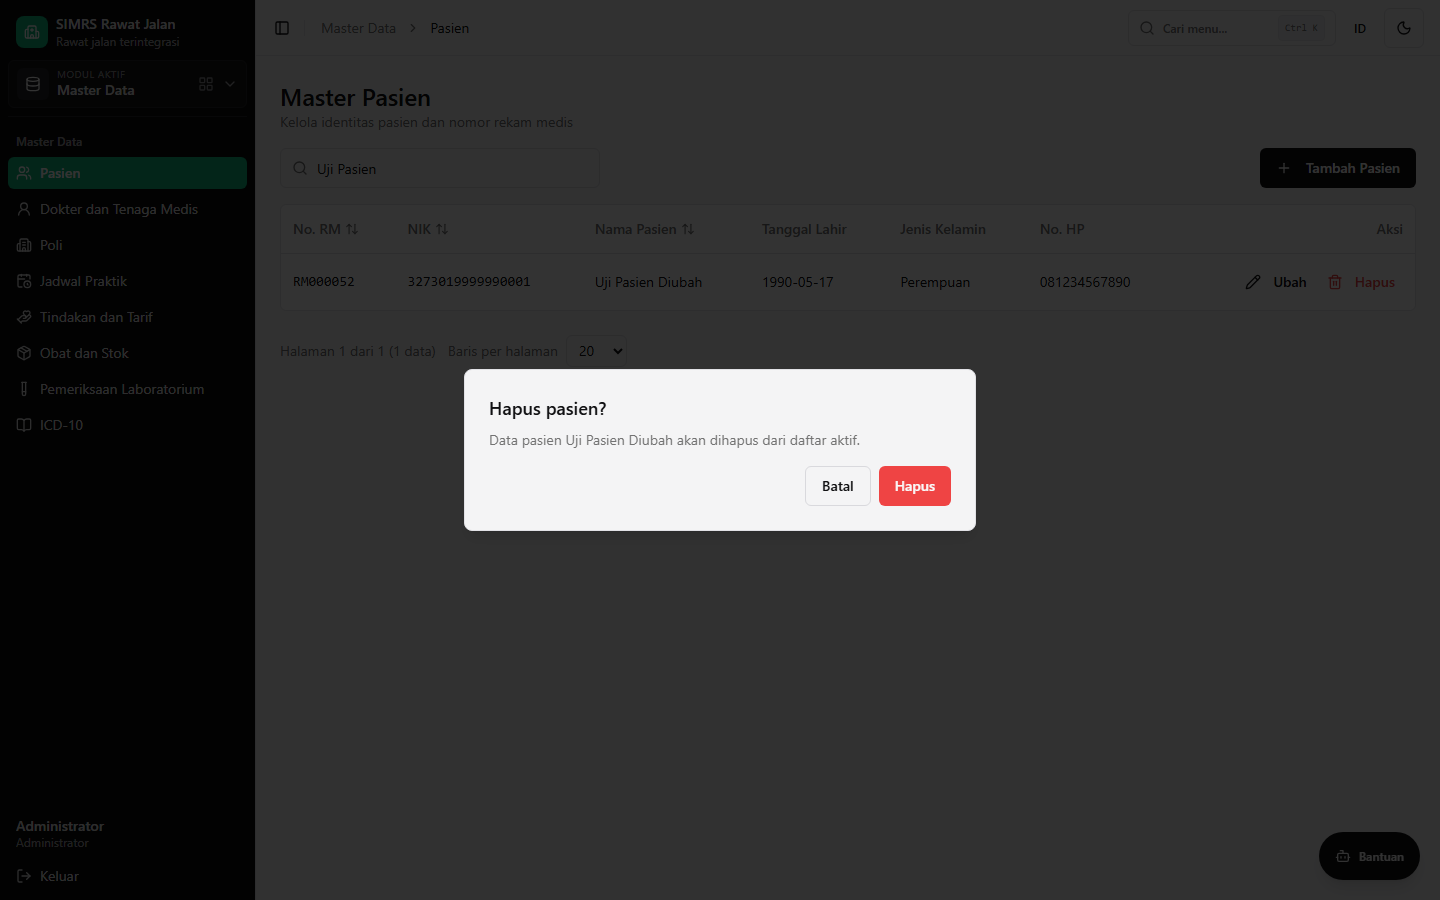 SIMRS Rawat Jalan
Rawat jalan terintegrasi
MODUL AKTIF
Master Data
Master Data
Pasien
Dokter dan Tenaga Medis
Poli
Jadwal Praktik
Tindakan dan Tarif
Obat dan Stok
Pemeriksaan Laboratorium
ICD-10
Administrator
Administrator
Keluar
Master Data > Pasien
Cari menu... Ctrl K
ID
Master Pasien
Kelola identitas pasien dan nomor rekam medis
Uji Pasien
Tambah Pasien
No. RM NIK Nama Pasien Tanggal Lahir Jenis Kelamin No. HP Aksi
RM000052 3273019999990001 Uji Pasien Diubah 1990-05-17 Perempuan 081234567890 Ubah Hapus
Halaman 1 dari 1 (1 data) Baris per halaman 20
Hapus pasien?
Data pasien Uji Pasien Diubah akan dihapus dari daftar aktif.
Batal Hapus
Bantuan